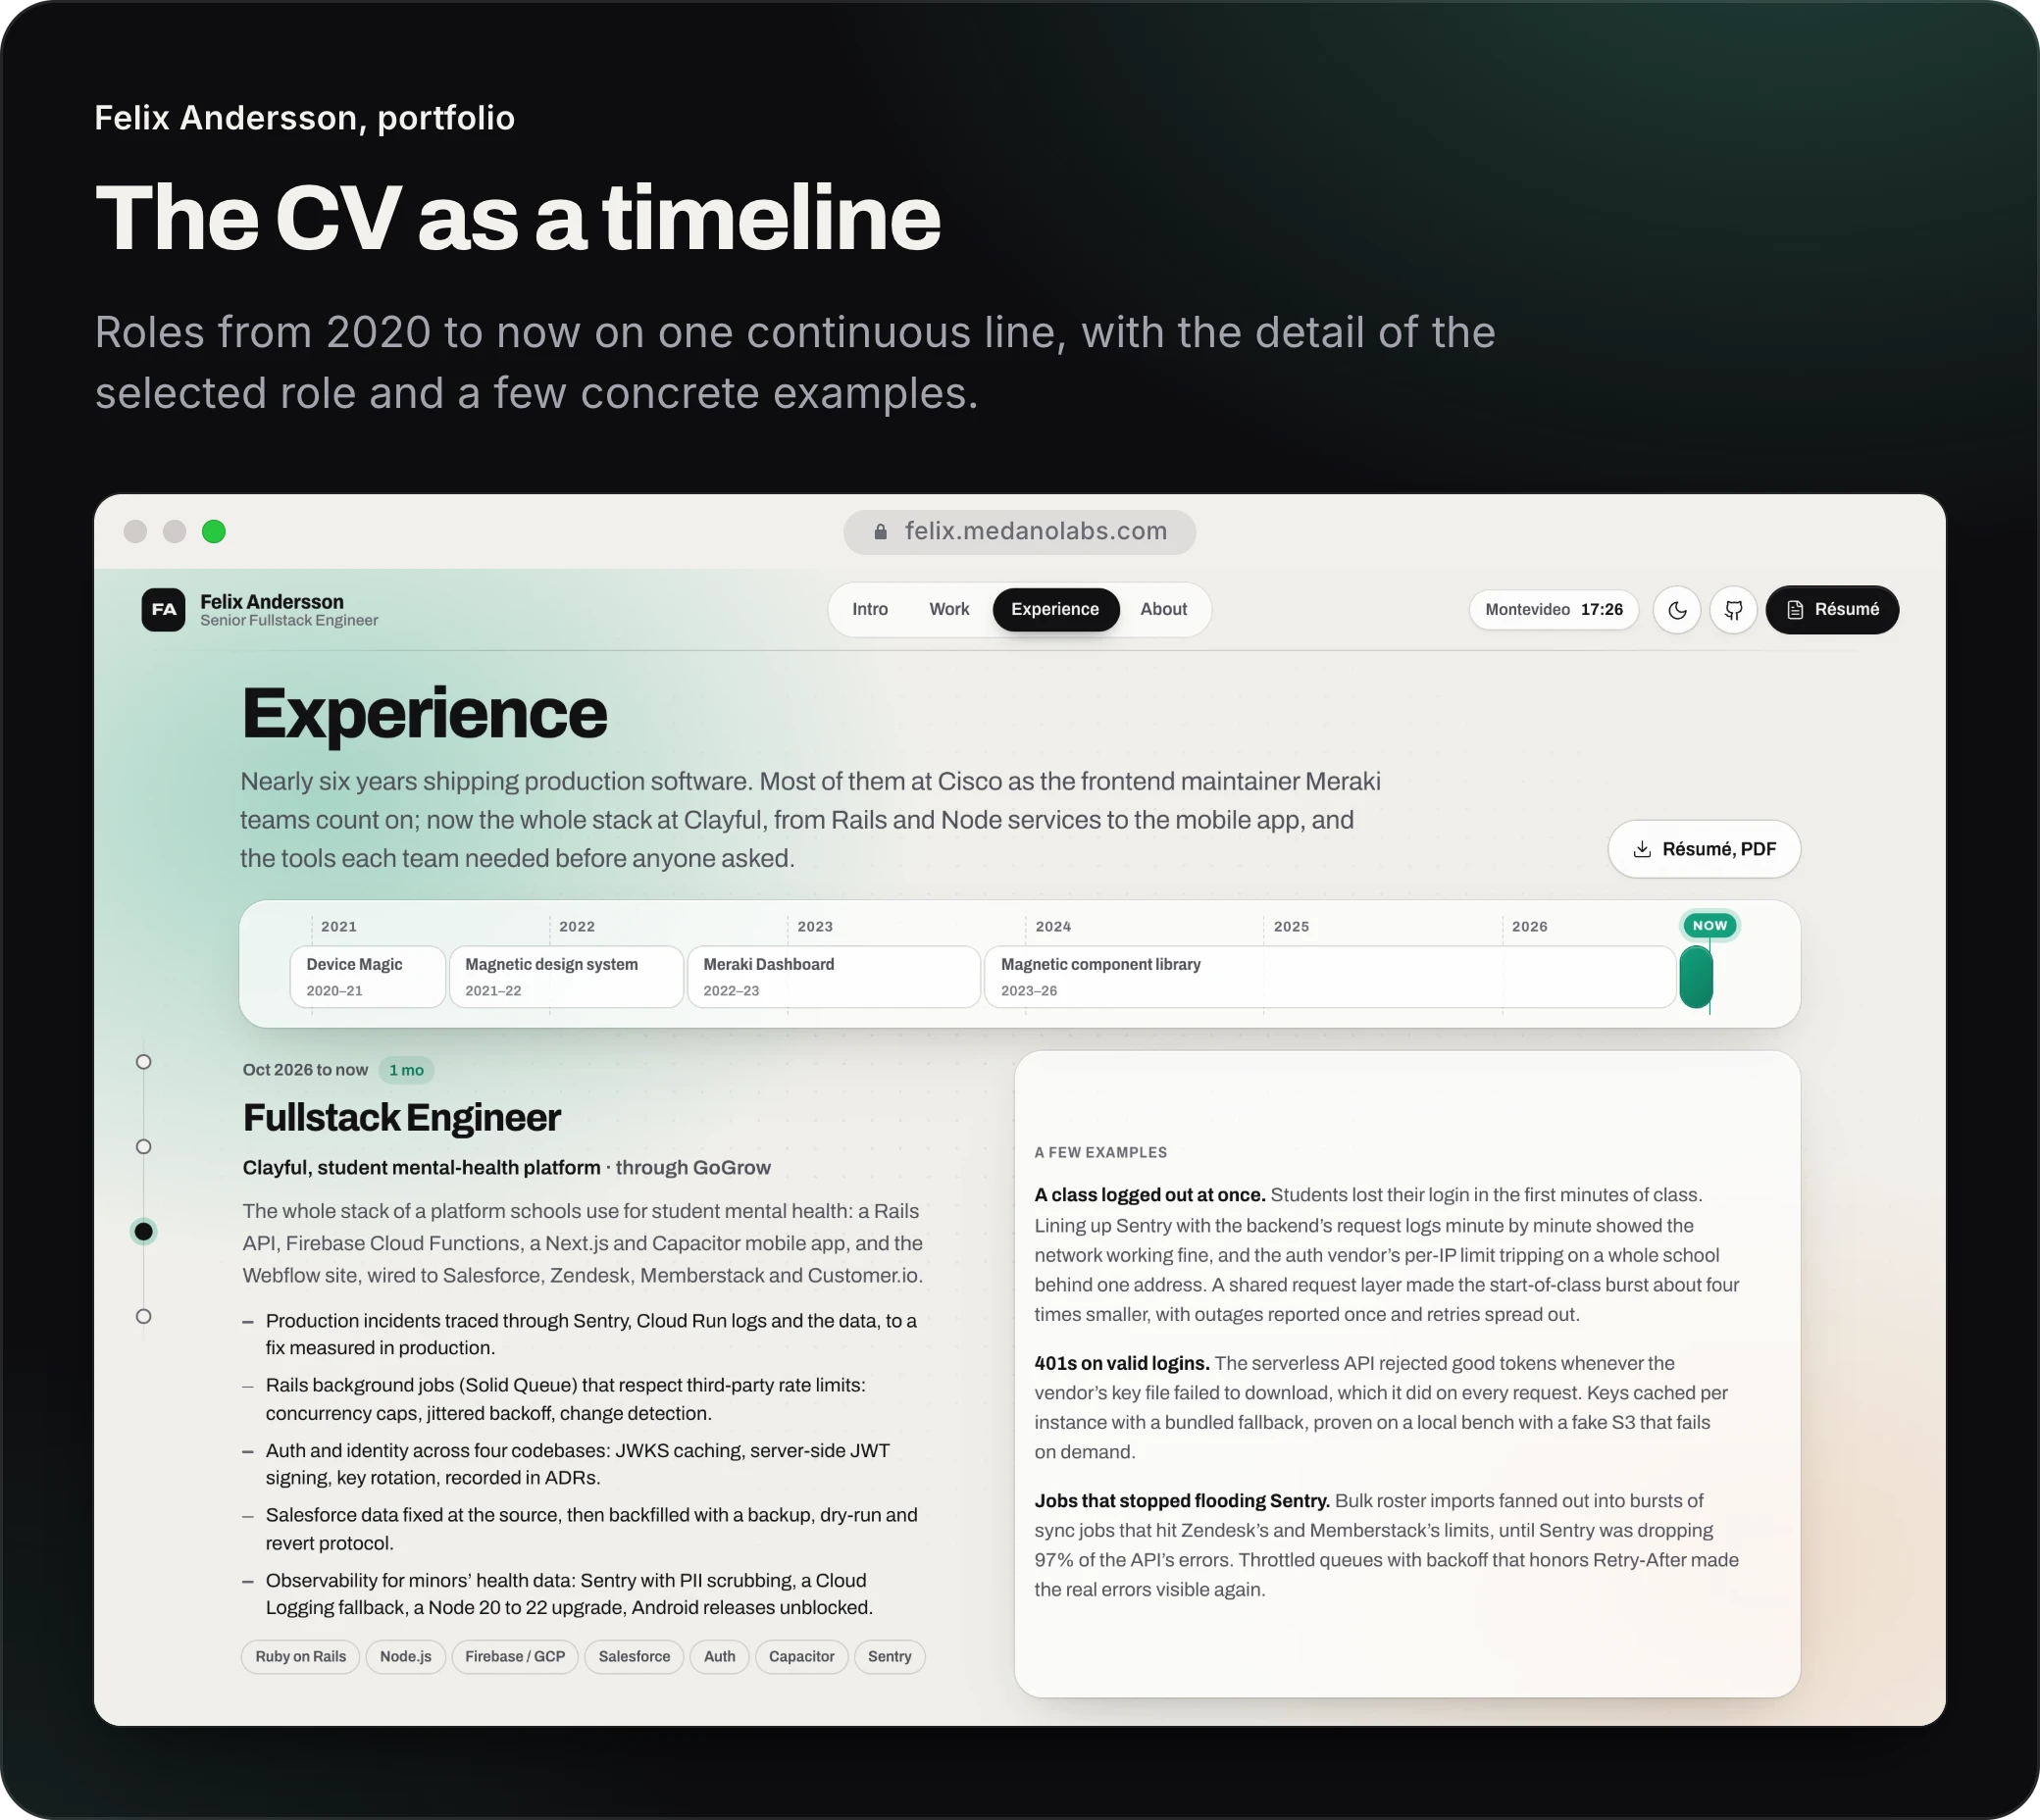 Felix Andersson, portfolio
The CV as a timeline
Roles from 2020 to now on one continuous line, with the detail of the
selected role and a few concrete examples.
felix.medanolabs.com
FA
Felix Andersson
Senior Fullstack Engineer
Intro
Work
Experience
About
Montevideo 17:26
Résumé
Experience
Nearly six years shipping production software. Most of them at Cisco as the frontend maintainer Meraki
teams count on; now the whole stack at Clayful, from Rails and Node services to the mobile app, and
the tools each team needed before anyone asked.
Résumé, PDF
2021
2022
2023
2024
2025
2026
NOW
Device Magic
2020–21
Magnetic design system
2021–22
Meraki Dashboard
2022–23
Magnetic component library
2023–26
Oct 2026 to now 1 mo
Fullstack Engineer
Clayful, student mental-health platform · through GoGrow
The whole stack of a platform schools use for student mental health: a Rails
API, Firebase Cloud Functions, a Next.js and Capacitor mobile app, and the
Webflow site, wired to Salesforce, Zendesk, Memberstack and Customer.io.
– Production incidents traced through Sentry, Cloud Run logs and the data, to a
fix measured in production.
– Rails background jobs (Solid Queue) that respect third-party rate limits:
concurrency caps, jittered backoff, change detection.
– Auth and identity across four codebases: JWKS caching, server-side JWT
signing, key rotation, recorded in ADRs.
– Salesforce data fixed at the source, then backfilled with a backup, dry-run and
revert protocol.
– Observability for minors’ health data: Sentry with PII scrubbing, a Cloud
Logging fallback, a Node 20 to 22 upgrade, Android releases unblocked.
Ruby on Rails
Node.js
Firebase / GCP
Salesforce
Auth
Capacitor
Sentry
A FEW EXAMPLES
A class logged out at once. Students lost their login in the first minutes of class.
Lining up Sentry with the backend’s request logs minute by minute showed the
network working fine, and the auth vendor’s per-IP limit tripping on a whole school
behind one address. A shared request layer made the start-of-class burst about four
times smaller, with outages reported once and retries spread out.
401s on valid logins. The serverless API rejected good tokens whenever the
vendor’s key file failed to download, which it did on every request. Keys cached per
instance with a bundled fallback, proven on a local bench with a fake S3 that fails
on demand.
Jobs that stopped flooding Sentry. Bulk roster imports fanned out into bursts of
sync jobs that hit Zendesk’s and Memberstack’s limits, until Sentry was dropping
97% of the API’s errors. Throttled queues with backoff that honors Retry-After made
the real errors visible again.